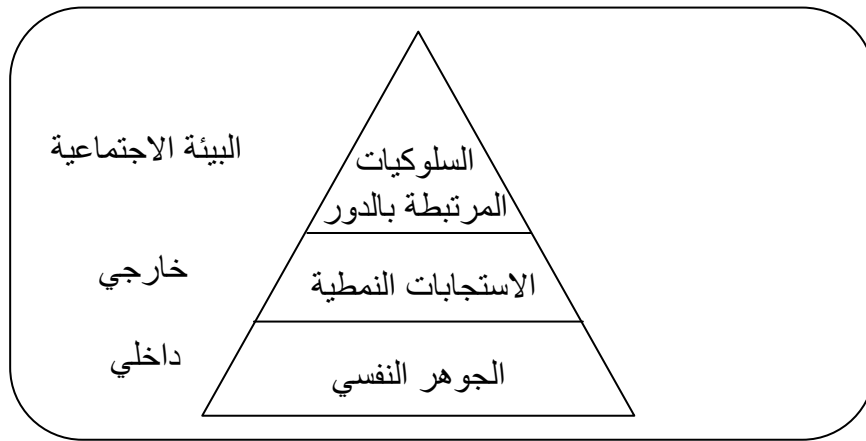 البيئة الاجتماعية
السلوكيات
المرتبطة بالدور
خارجي
الاستجابات النمطية
داخلي
الجوهر النفسي